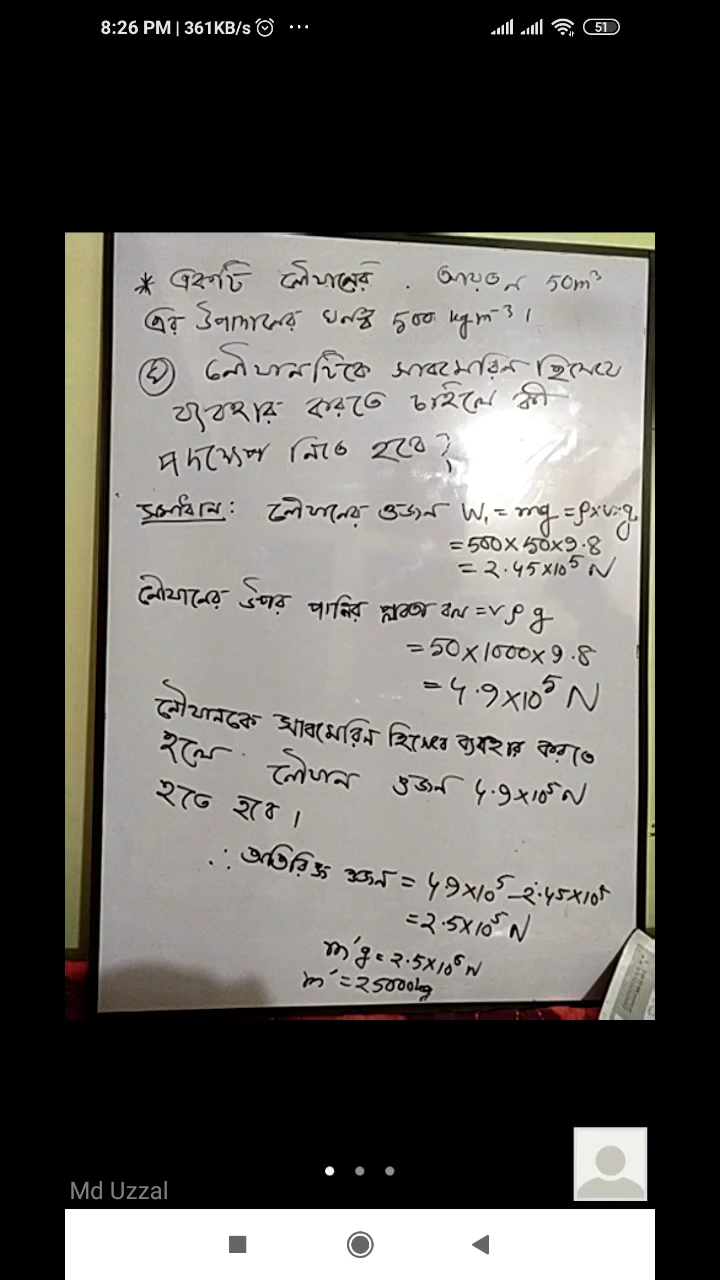 8:26 PM | 361KB/s ...
51
* একটি নৌযানের . আয়তন 50m³
এর উপাদানের ঘনত্ব 500 kgm⁻³।
ঘ নৌযানটিকে সাবমেরিন হিসেবে
ব্যবহার করতে চাইলে কী
পদক্ষেপ নিতে হবে?
সমাধান: নৌযানের ওজন W₁ = mg = ρ×v×g
= 500×50×9.8
= 2.45×10⁵ N
নৌযানের উপর পানির প্লবতা বল = vρg
= 50×1000×9.8
= 4.9×10⁵ N
নৌযানকে সাবমেরিন হিসেবে ব্যবহার করতে
হলে নৌযান ওজন 4.9×10⁵ N
হতে হবে।
∴ অতিরিক্ত ওজন = 4.9×10⁵ - 2.45×10⁵
= 2.5×10⁵ N
m'g = 2.5×10⁵ N
m' = 25000kg
Md Uzzal